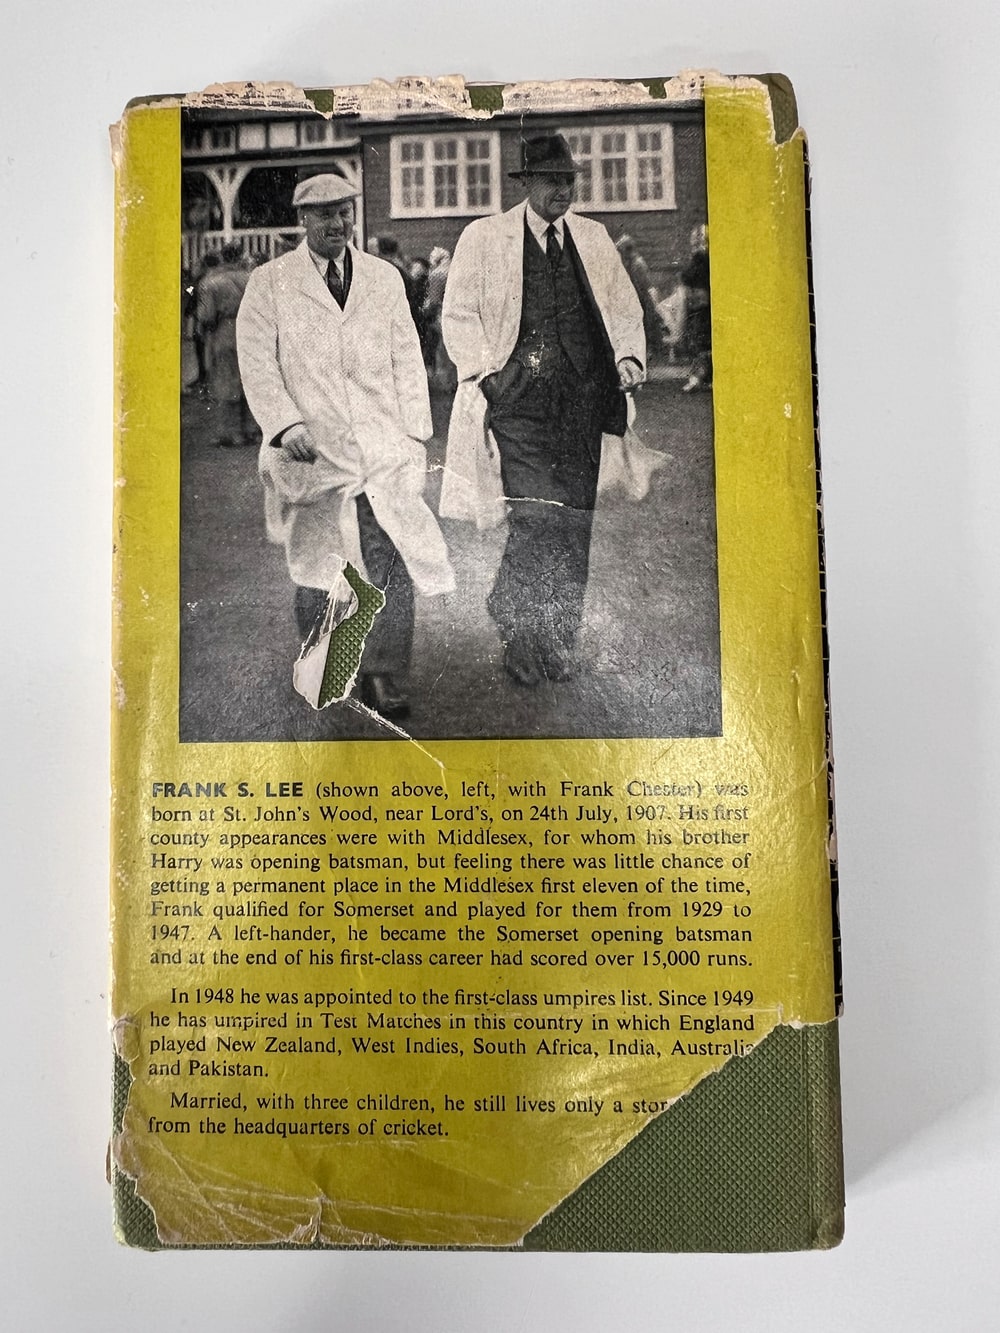 FRANK S. LEE (shown above, left, with Frank Chester) was
born at St. John's Wood, near Lord's, on 24th July, 1907. His first
county appearances were with Middlesex, for whom his brother
Harry was opening batsman, but feeling there was little chance of
getting a permanent place in the Middlesex first eleven of the time,
Frank qualified for Somerset and played for them from 1929 to
1947. A left-hander, he became the Somerset opening batsman
and at the end of his first-class career had scored over 15,000 runs.
In 1948 he was appointed to the first-class umpires list. Since 1949
he has umpired in Test Matches in this country in which England
played New Zealand, West Indies, South Africa, India, Australia
and Pakistan.
Married, with three children, he still lives only a
from the headquarters of cricket.